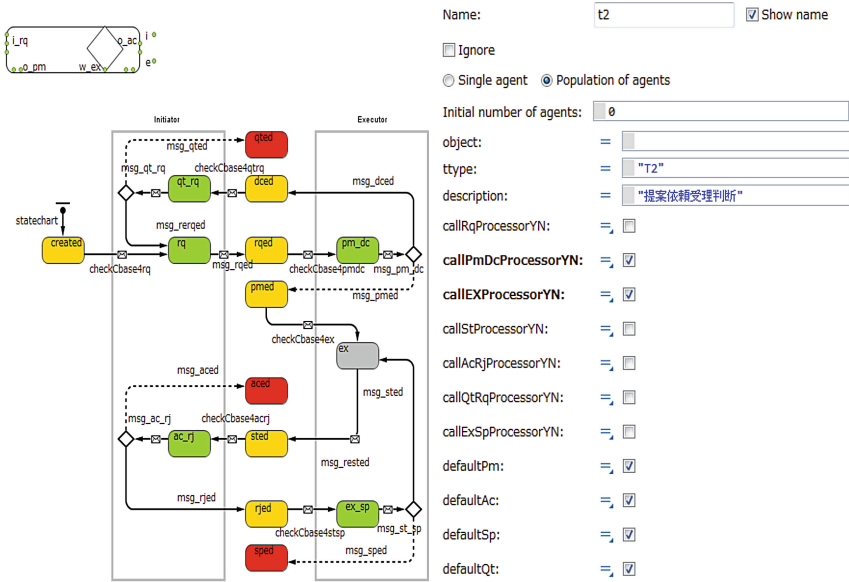 i_rq
o_ac
o_pm
w_ex
i
e
Initiator
Executor
qted
msg_qted
checkCbase4qtrq
msg_qt_rq
qt_rq
dced
msg_dced
statechart
msg_rerqed
created
rq
rqed
pm_dc
checkCbase4rq
msg_rqed
checkCbase4pmdc
msg_pm_dc
pmed
msg_pmed
checkCbase4ex
ex
msg_aced
aced
msg_sted
msg_ac_rj
checkCbase4acrj
ac_rj
sted
msg_rested
msg_rjed
rjed
ex_sp
checkCbase4stsp
msg_st_sp
sped
msg_sped
Name:
t2
Show name
Ignore
Single agent
Population of agents
Initial number of agents:
0
object:
ttype:
"T2"
description:
"提案依頼受理判断"
callRqProcessorYN:
callPmDcProcessorYN:
callEXProcessorYN:
callStProcessorYN:
callAcRjProcessorYN:
callQtRqProcessorYN:
callExSpProcessorYN:
defaultPm:
defaultAc:
defaultSp:
defaultQt: